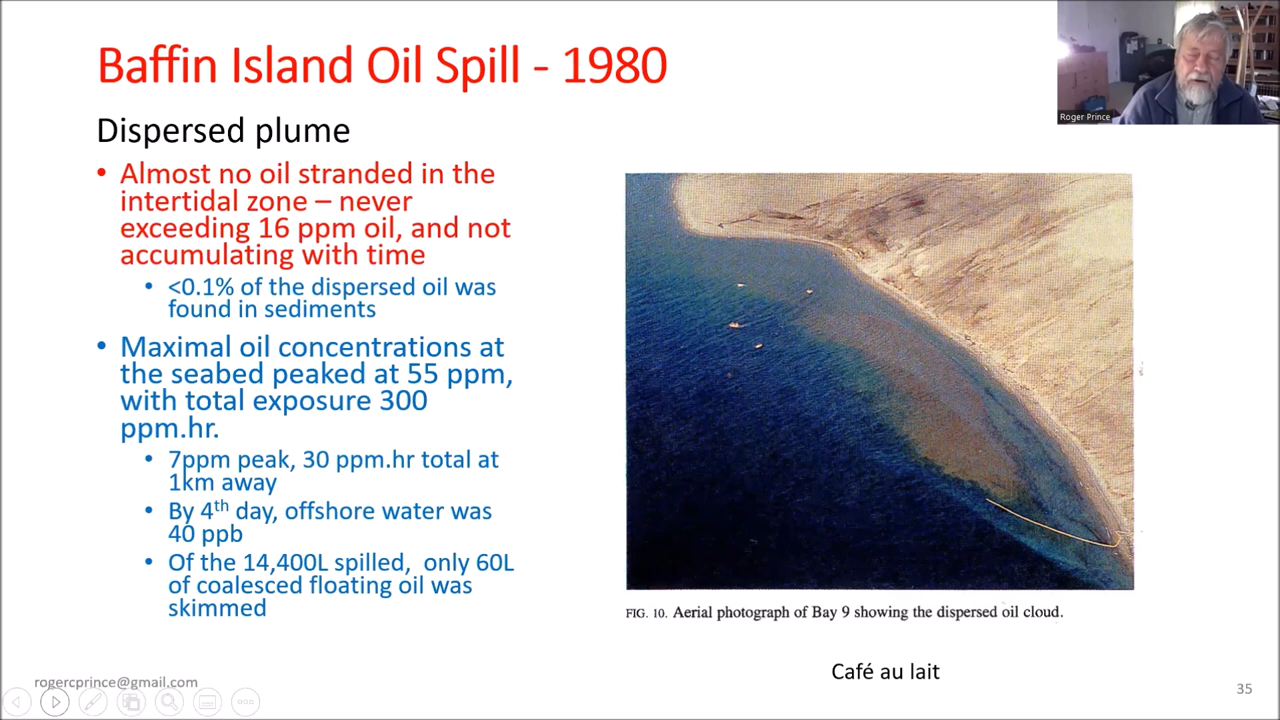 Baffin Island Oil Spill - 1980
Roger Prince
Dispersed plume
• Almost no oil stranded in the
intertidal zone – never
exceeding 16 ppm oil, and not
accumulating with time
• <0.1% of the dispersed oil was
found in sediments
• Maximal oil concentrations at
the seabed peaked at 55 ppm,
with total exposure 300
ppm.hr.
• 7ppm peak, 30 ppm.hr total at
1km away
• By 4th day, offshore water was
40 ppb
• Of the 14,400L spilled, only 60L
of coalesced floating oil was
skimmed
FIG. 10. Aerial photograph of Bay 9 showing the dispersed oil cloud.
Café au lait
rogercprince@gmail.com
35